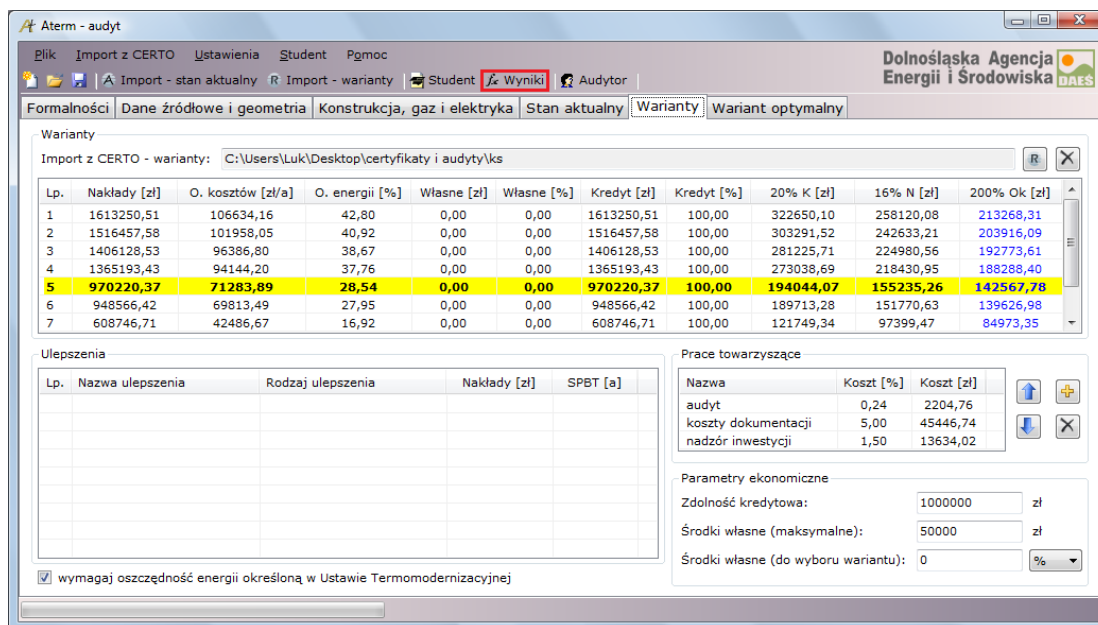 Aterm - audyt
Plik Import z CERTO Ustawienia Student Pomoc
Dolnośląska Agencja
Energii i Środowiska DAEŚ
Import - stan aktualny R Import - warianty Student fx Wyniki Audytor
Formalności Dane źródłowe i geometria Konstrukcja, gaz i elektryka Stan aktualny Warianty Wariant optymalny
Warianty
Import z CERTO - warianty: C:\Users\Luk\Desktop\certyfikaty i audyty\ks R
Lp. Nakłady [zł] O. kosztów [zł/a] O. energii [%] Własne [zł] Własne [%] Kredyt [zł] Kredyt [%] 20% K [zł] 16% N [zł] 200% Ok [zł]
1 1613250,51 106634,16 42,80 0,00 0,00 1613250,51 100,00 322650,10 258120,08 213268,31
2 1516457,58 101958,05 40,92 0,00 0,00 1516457,58 100,00 303291,52 242633,21 203916,09
3 1406128,53 96386,80 38,67 0,00 0,00 1406128,53 100,00 281225,71 224980,56 192773,61
4 1365193,43 94144,20 37,76 0,00 0,00 1365193,43 100,00 273038,69 218430,95 188288,40
5 970220,37 71283,89 28,54 0,00 0,00 970220,37 100,00 194044,07 155235,26 142567,78
6 948566,42 69813,49 27,95 0,00 0,00 948566,42 100,00 189713,28 151770,63 139626,98
7 608746,71 42486,67 16,92 0,00 0,00 608746,71 100,00 121749,34 97399,47 84973,35
Ulepszenia
Lp. Nazwa ulepszenia Rodzaj ulepszenia Nakłady [zł] SPBT [a]
wymagaj oszczędność energii określoną w Ustawie Termomodernizacyjnej
Prace towarzyszące
Nazwa Koszt [%] Koszt [zł]
audyt 0,24 2204,76
koszty dokumentacji 5,00 45446,74
nadzór inwestycji 1,50 13634,02
Parametry ekonomiczne
Zdolność kredytowa: 1000000 zł
Środki własne (maksymalne): 50000 zł
Środki własne (do wyboru wariantu): 0 %